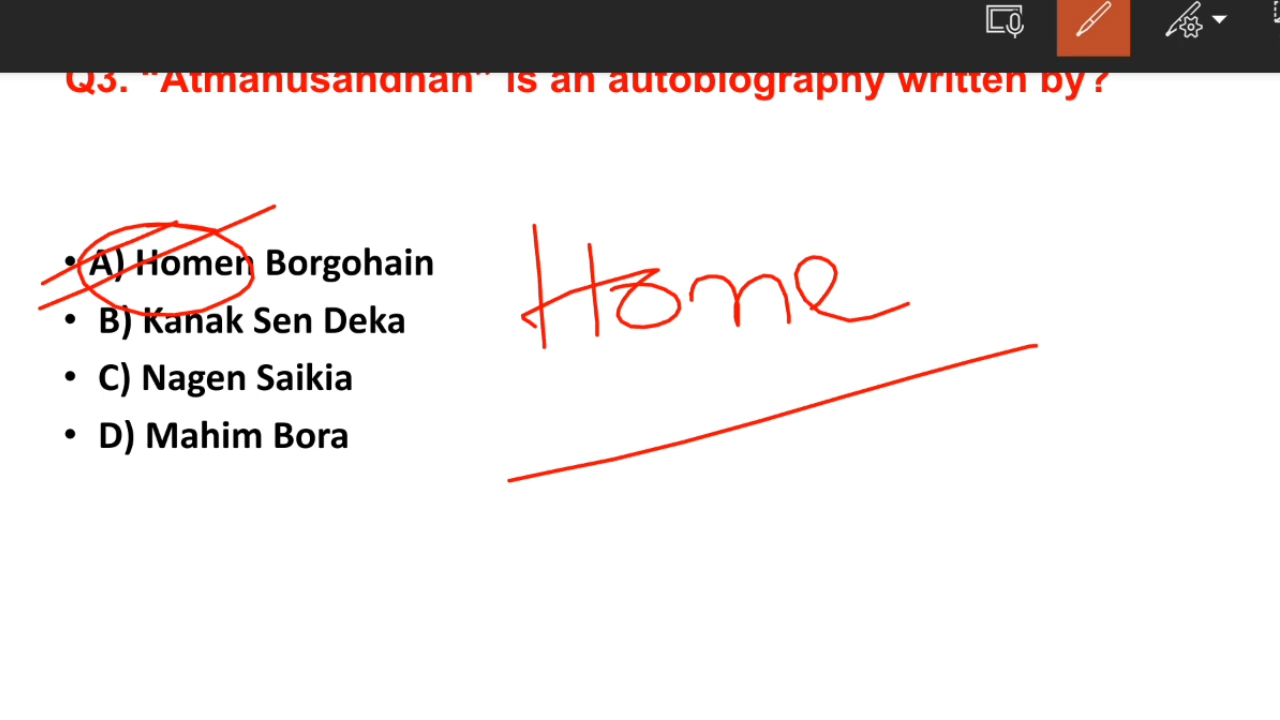 Q3. "Atmanusandhan" is an autobiography written by?
• A) Homen Borgohain
• B) Kanak Sen Deka
• C) Nagen Saikia
• D) Mahim Bora
Home